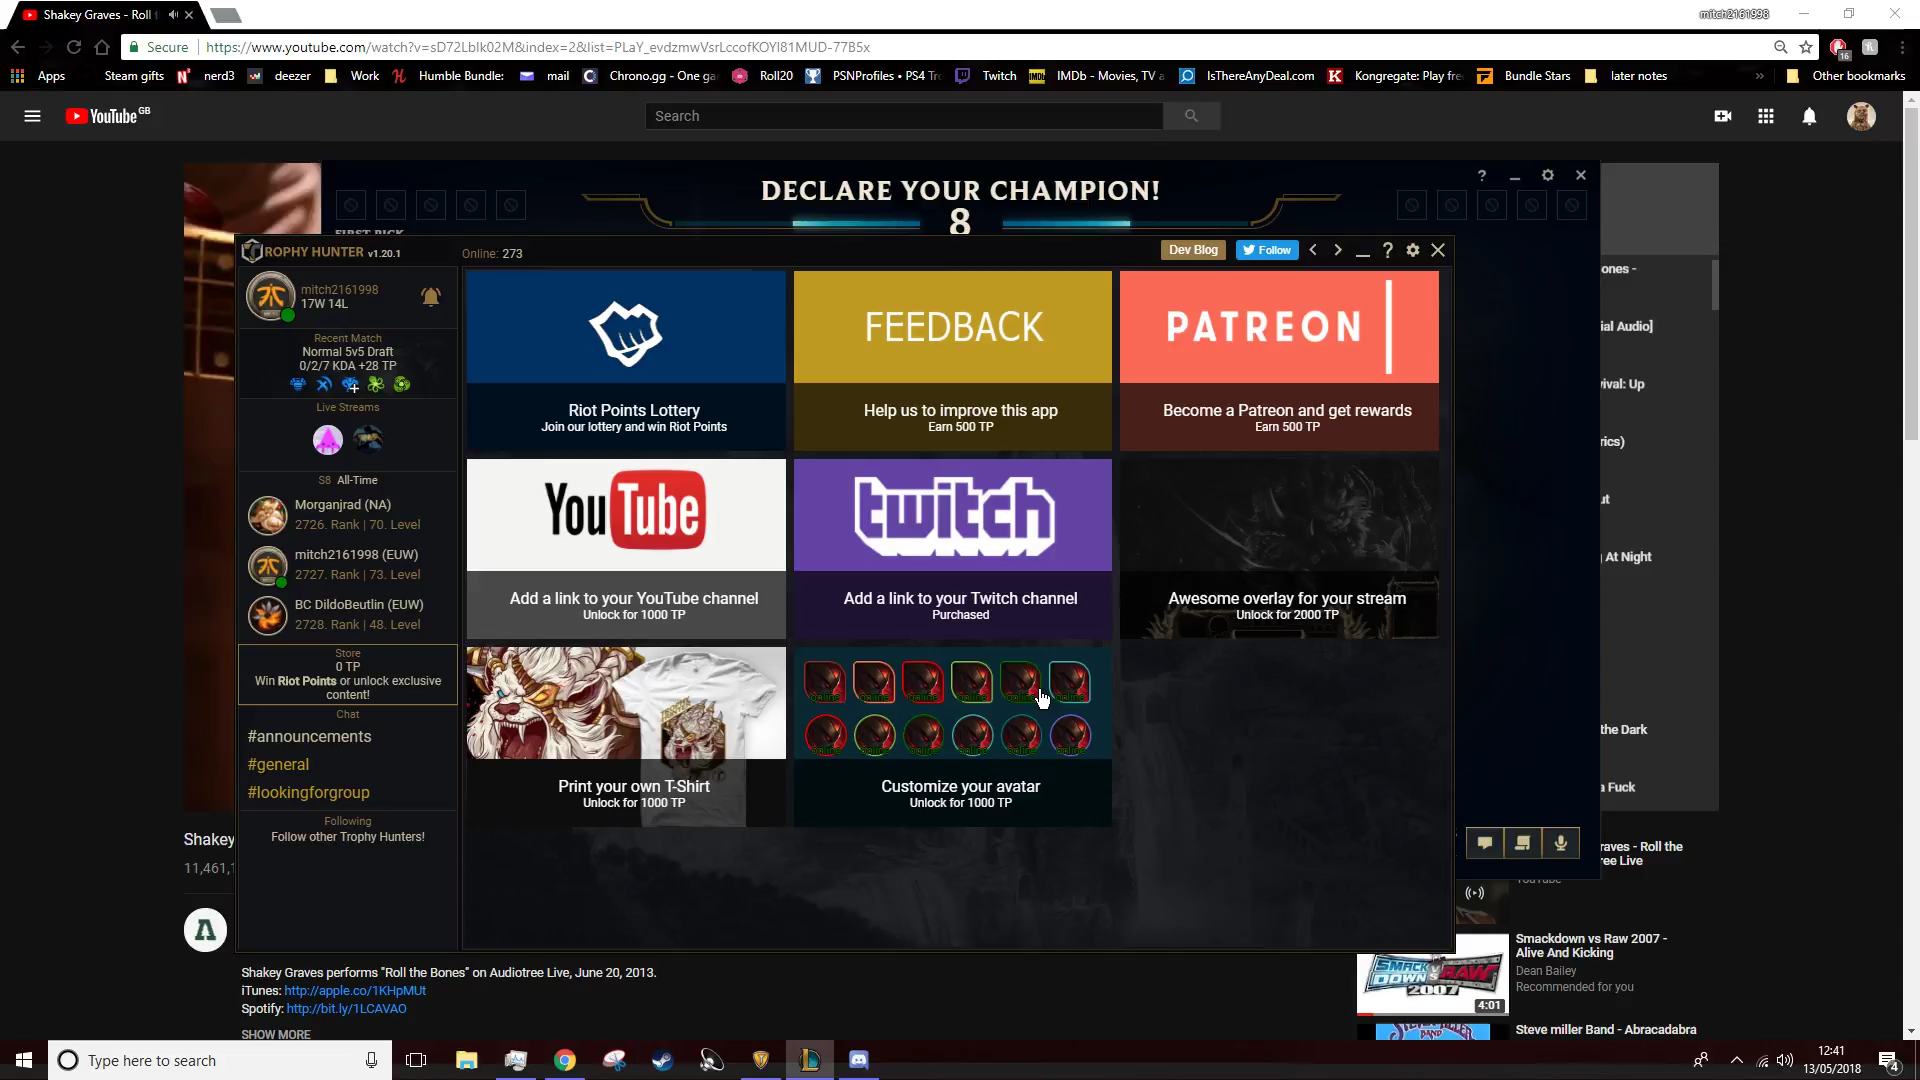 Shakey Graves - Roll
mitch2161998
Secure
https://www.youtube.com/watch?v=sD72Lblk02M&index=2&list=PLaY_evdzmwVsrLccofKOYl81MUD-77B5x
16
Apps
Steam gifts
nerd3
deezer
Work
Humble Bundle:
mail
Chrono.gg - One ga
Roll20
PSNProfiles • PS4 Tr
Twitch
IMDb - Movies, TV a
IsThereAnyDeal.com
Kongregate: Play fre
Bundle Stars
later notes
Other bookmarks
YouTube GB
Search
DECLARE YOUR CHAMPION!
8
FIRST PICK
ROPHY HUNTER v1.20.1
Online: 273
Dev Blog
Follow
mitch2161998
17W 14L
Recent Match
Normal 5v5 Draft
0/2/7 KDA +28 TP
Live Streams
S8 All-Time
Morganjrad (NA)
2726. Rank | 70. Level
mitch2161998 (EUW)
2727. Rank | 73. Level
BC DildoBeutlin (EUW)
2728. Rank | 48. Level
Store
0 TP
Win Riot Points or unlock exclusive
content!
Chat
#announcements
#general
#lookingforgroup
Following
Follow other Trophy Hunters!
Riot Points Lottery
Join our lottery and win Riot Points
FEEDBACK
Help us to improve this app
Earn 500 TP
PATREON
Become a Patreon and get rewards
Earn 500 TP
YouTube
Add a link to your YouTube channel
Unlock for 1000 TP
twitch
Add a link to your Twitch channel
Purchased
Awesome overlay for your stream
Unlock for 2000 TP
Print your own T-Shirt
Unlock for 1000 TP
Customize your avatar
Unlock for 1000 TP
ones -
ial Audio]
vival: Up
rics)
ut
g At Night
the Dark
a Fuck
raves - Roll the
ree Live
YouTube
Shakey
11,461,1
Shakey Graves performs "Roll the Bones" on Audiotree Live, June 20, 2013.
iTunes: http://apple.co/1KHpMUt
Spotify: http://bit.ly/1LCAVAO
SHOW MORE
SMACKDOWN VS RAW
2007
4:01
Smackdown vs Raw 2007 -
Alive And Kicking
Dean Bailey
Recommended for you
Steve miller Band - Abracadabra
Type here to search
12:41
13/05/2018
4